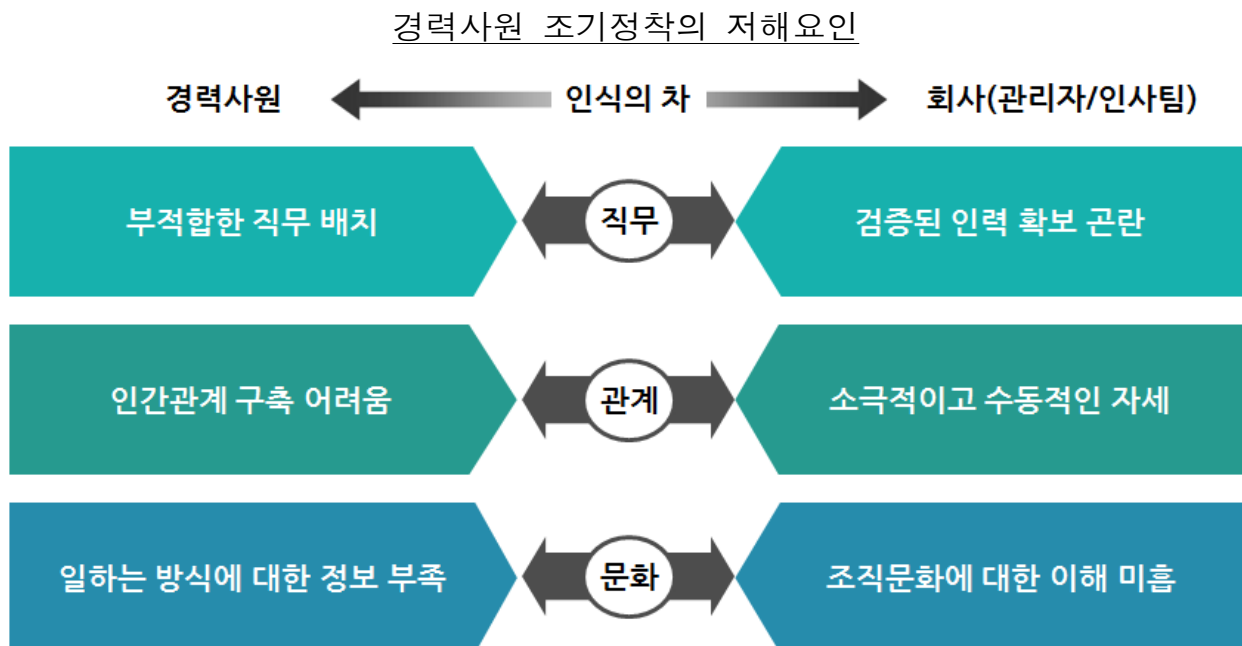 경력사원 조기정착의 저해요인
경력사원 인식의 차 회사(관리자/인사팀)
부적합한 직무 배치 직무 검증된 인력 확보 곤란
인간관계 구축 어려움 관계 소극적이고 수동적인 자세
일하는 방식에 대한 정보 부족 문화 조직문화에 대한 이해 미흡